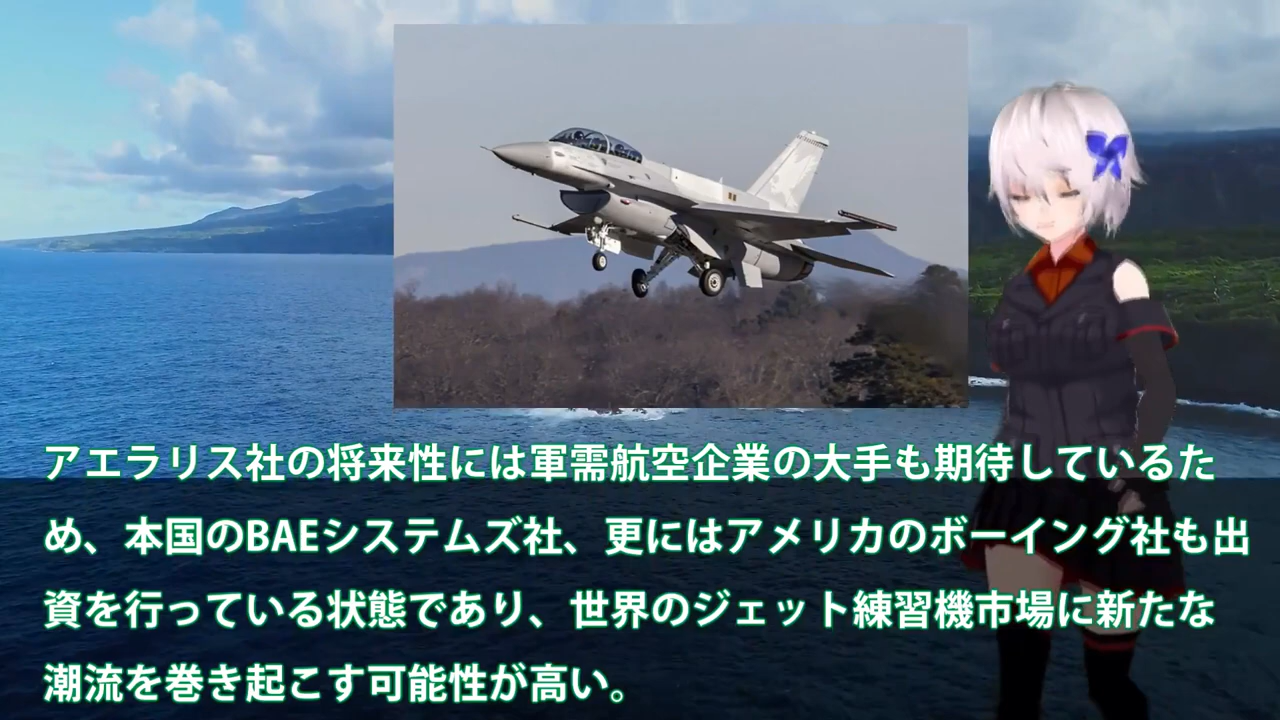 アエラリス社の将来性には軍需航空企業の大手も期待しているた
め、本国のBAEシステムズ社、更にはアメリカのボーイング社も出
資を行っている状態であり、世界のジェット練習機市場に新たな
潮流を巻き起こす可能性が高い。